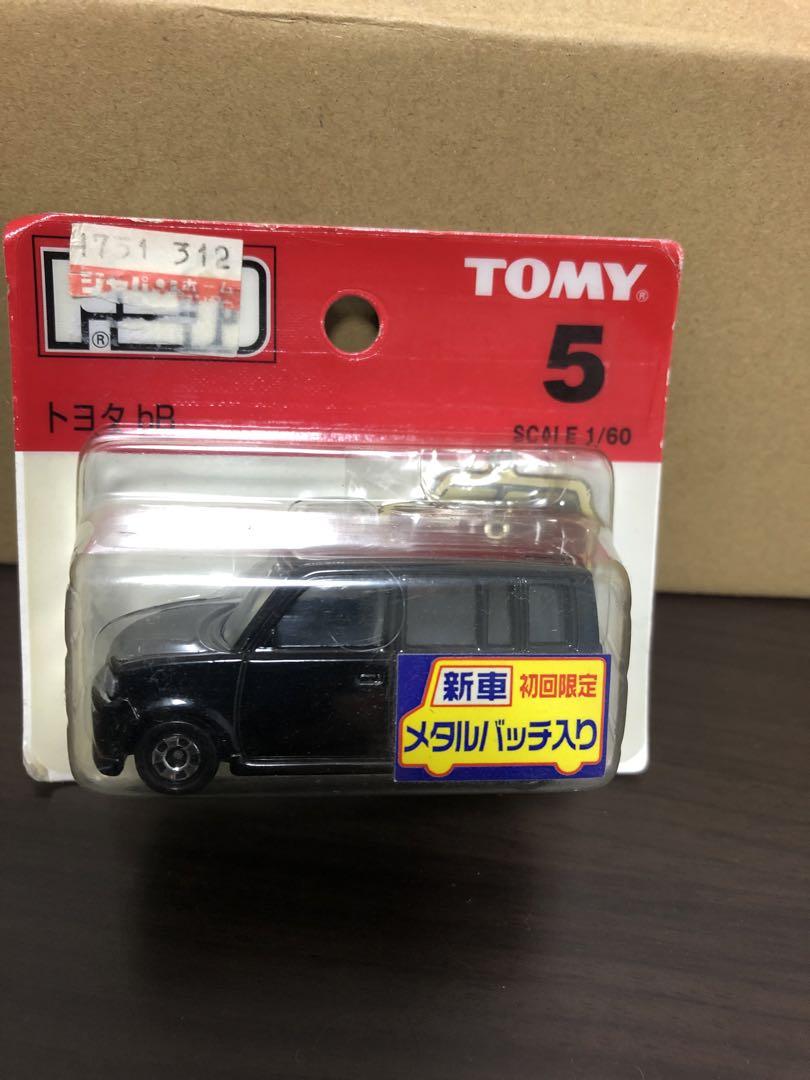 4751 312
TOMY®
®
5
トヨタ bB
SCALE 1/60
新車 初回限定
メタルバッチ入り